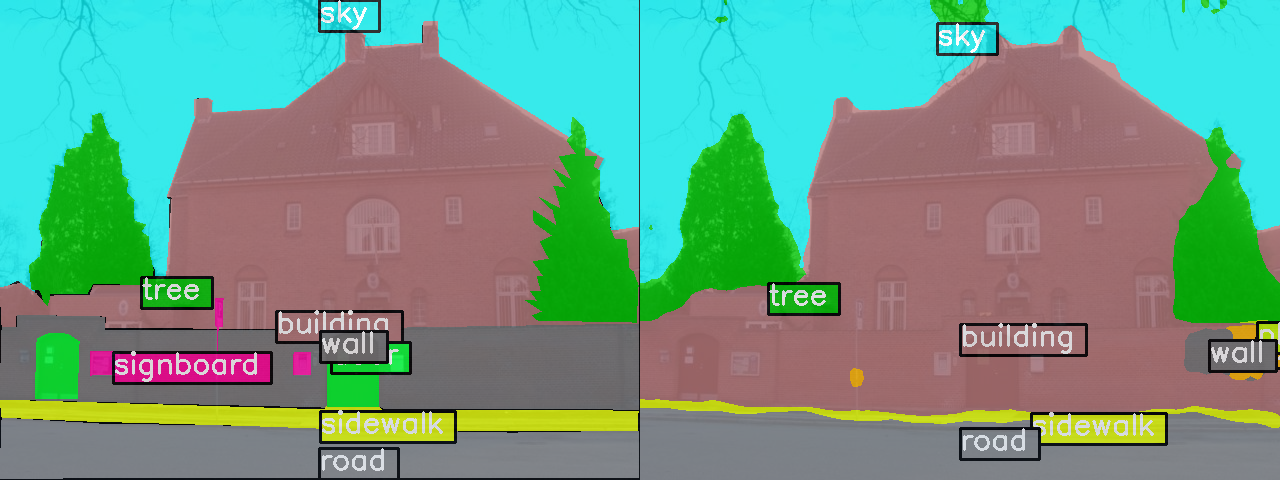 sky
sky
tree
tree
building
building
wall
wall
signboard
sidewalk
sidewalk
road
road